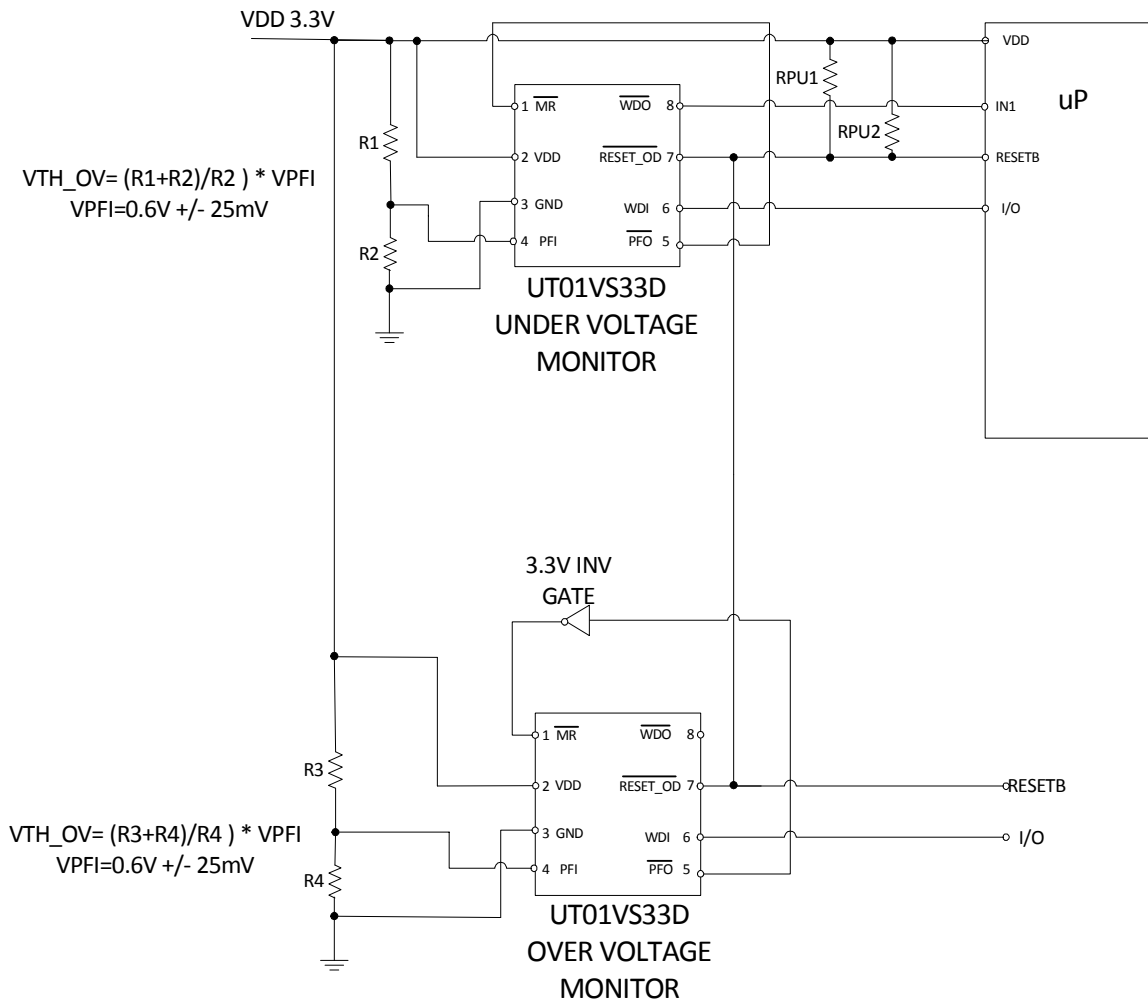 VDD 3.3V
VDD
RPU1
uP
1 MR
WDO 8
IN1
RPU2
R1
2 VDD
RESET_OD 7
RESETB
VTH_OV= (R1+R2)/R2 ) * VPFI
VPFI=0.6V +/- 25mV
3 GND
WDI 6
I/O
R2
4 PFI
PFO 5
UT01VS33D
UNDER VOLTAGE
MONITOR
3.3V INV
GATE
1 MR
WDO 8
R3
2 VDD
RESET_OD 7
RESETB
VTH_OV= (R3+R4)/R4 ) * VPFI
VPFI=0.6V +/- 25mV
3 GND
WDI 6
I/O
R4
4 PFI
PFO 5
UT01VS33D
OVER VOLTAGE
MONITOR